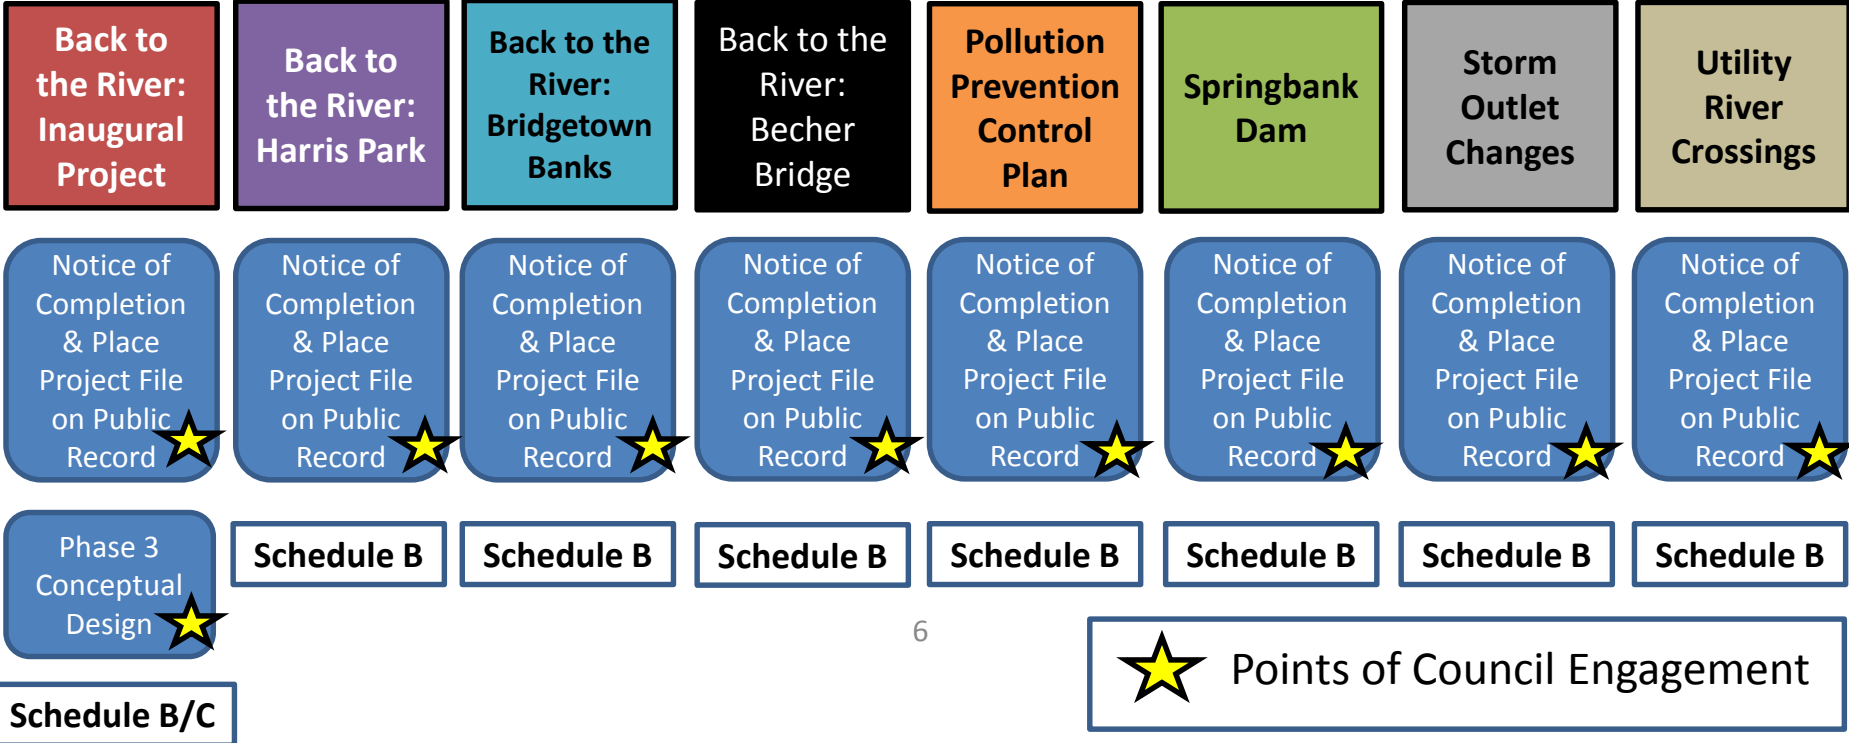 Back to
the River:
Inaugural
Project
Back to
the River:
Harris Park
Back to the
River:
Bridgetown
Banks
Back to the
River:
Becher
Bridge
Pollution
Prevention
Control
Plan
Springbank
Dam
Storm
Outlet
Changes
Utility
River
Crossings
Notice of
Completion
& Place
Project File
on Public
Record
Notice of
Completion
& Place
Project File
on Public
Record
Notice of
Completion
& Place
Project File
on Public
Record
Notice of
Completion
& Place
Project File
on Public
Record
Notice of
Completion
& Place
Project File
on Public
Record
Notice of
Completion
& Place
Project File
on Public
Record
Notice of
Completion
& Place
Project File
on Public
Record
Notice of
Completion
& Place
Project File
on Public
Record
Phase 3
Conceptual
Design
Schedule B
Schedule B
Schedule B
Schedule B
Schedule B
Schedule B
Schedule B
6
Points of Council Engagement
Schedule B/C